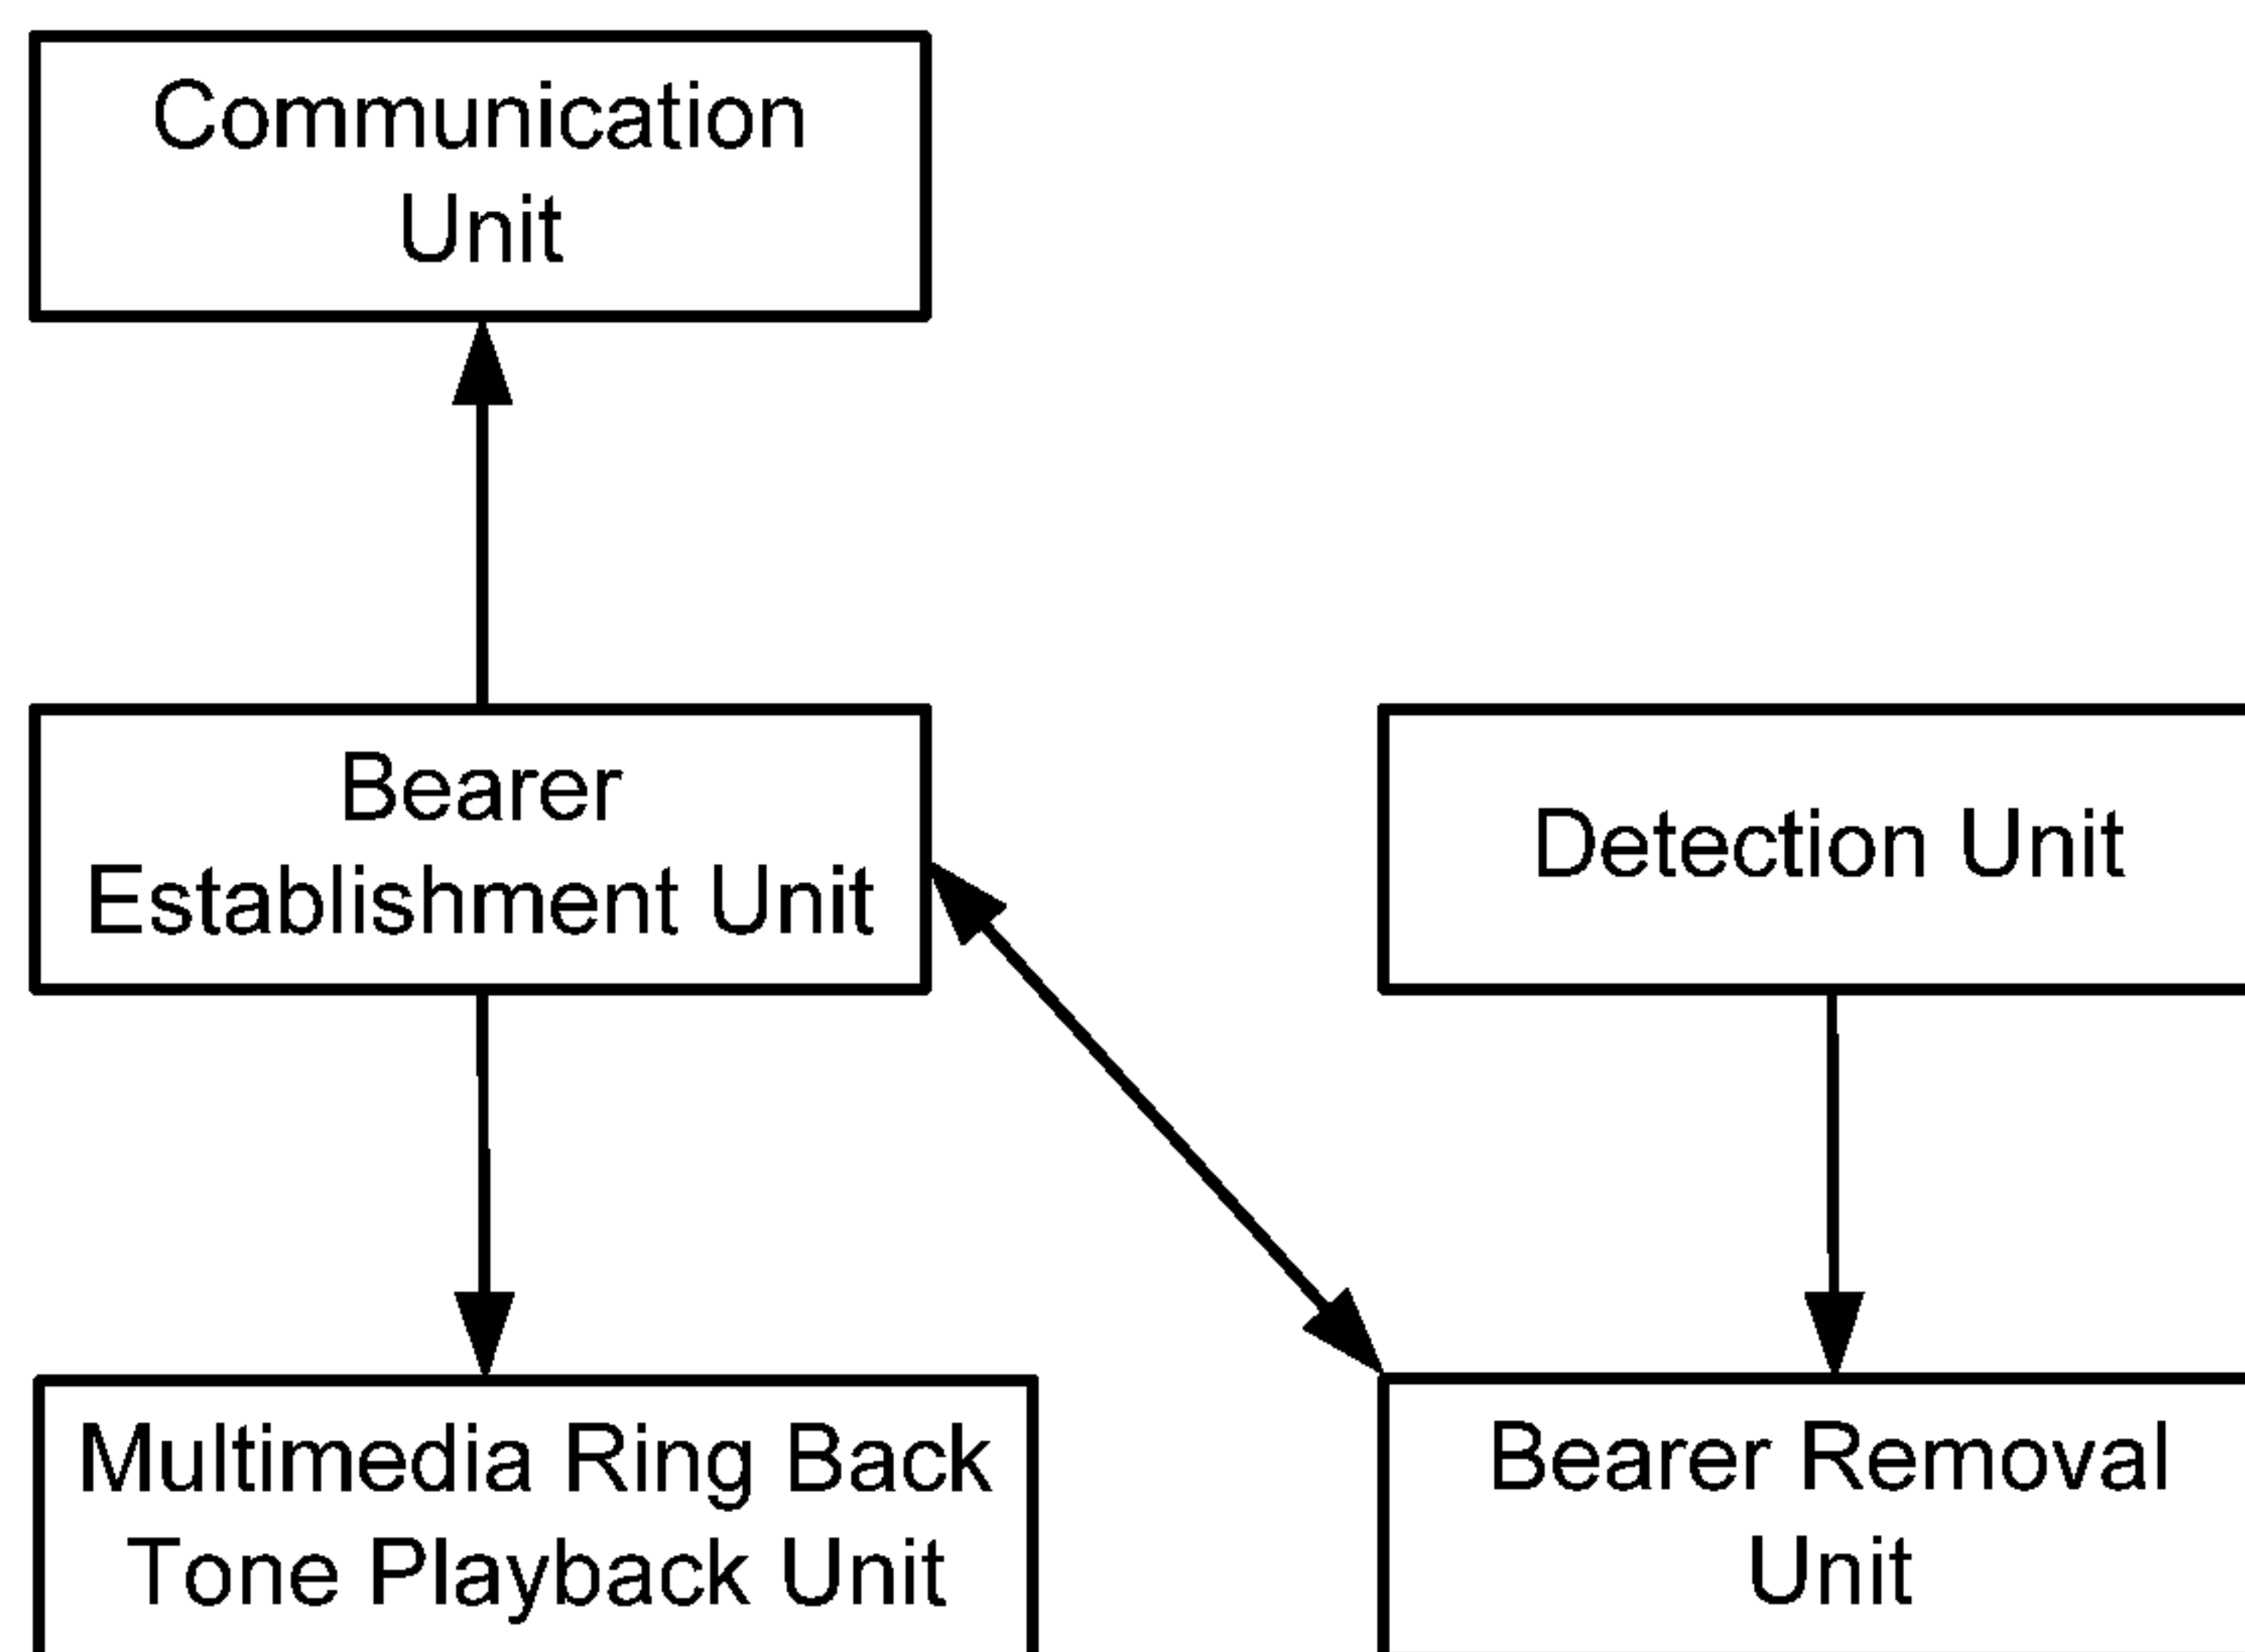 Communication
Unit
Bearer
Establishment Unit
Detection Unit
Multimedia Ring Back
Tone Playback Unit
Bearer Removal
Unit